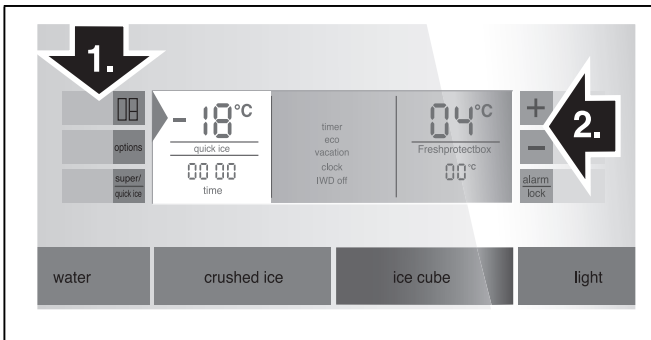 1.
- 18°C
quick ice
00 00
time
timer
eco
vacation
clock
IWD off
04°C
Freshprotectbox
00°C
options
super/
quick ice
+
-
alarm
lock
2.
water crushed ice ice cube light